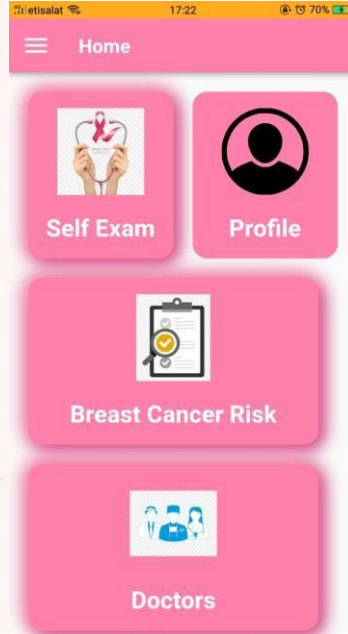 etisalat 17:22 70%
Home
Self Exam
Profile
Breast Cancer Risk
Doctors